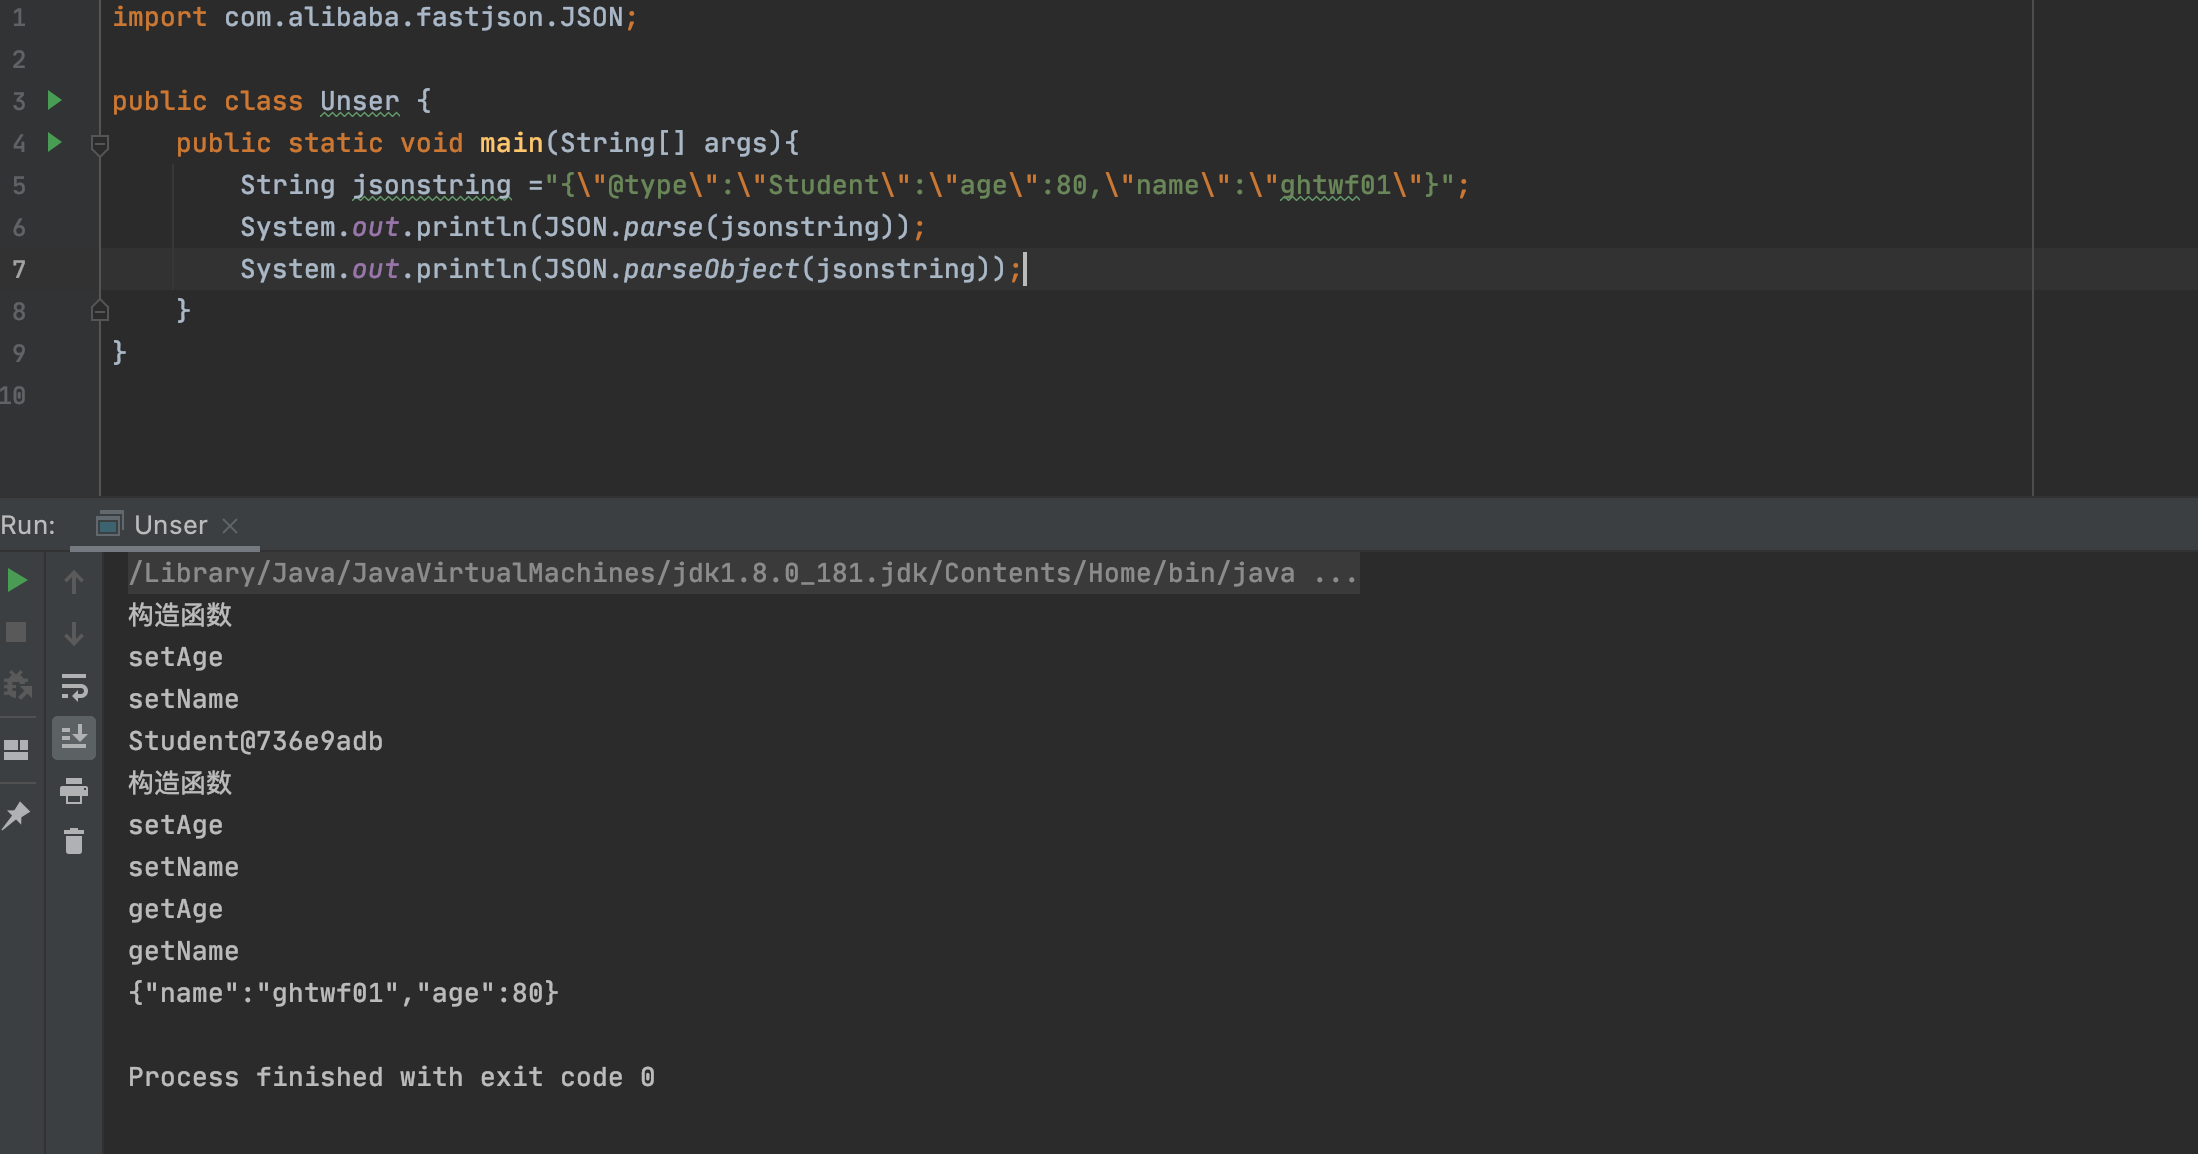 1 import com.alibaba.fastjson.JSON;
2
3 public class Unser {
4 public static void main(String[] args){
5 String jsonstring ="{\"@type\":\"Student\":\"age\":80,\"name\":\"ghtwf01\"}";
6 System.out.println(JSON.parse(jsonstring));
7 System.out.println(JSON.parseObject(jsonstring));
8 }
9 }
10
Run: Unser
/Library/Java/JavaVirtualMachines/jdk1.8.0_181.jdk/Contents/Home/bin/java ...
构造函数
setAge
setName
Student@736e9adb
构造函数
setAge
setName
getAge
getName
{"name":"ghtwf01","age":80}
Process finished with exit code 0